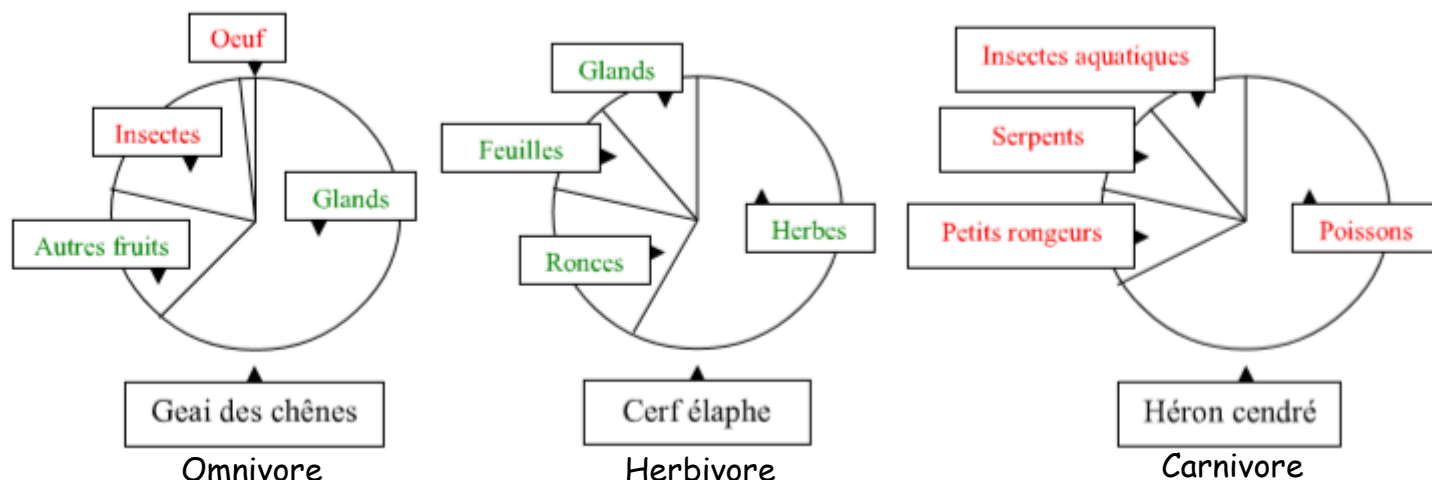 Oeuf
Insectes
Glands
Autres fruits
Geai des chênes
Omnivore
Glands
Feuilles
Herbes
Ronces
Cerf élaphe
Herbivore
Insectes aquatiques
Serpents
Petits rongeurs
Poissons
Héron cendré
Carnivore